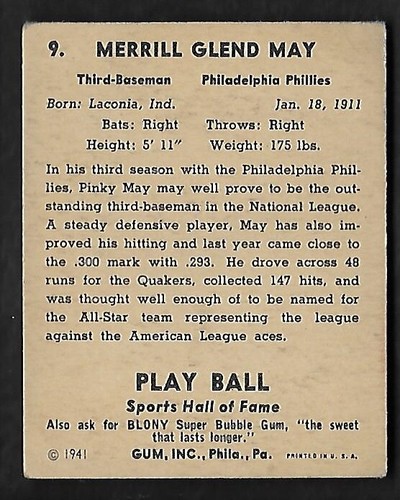 9. MERRILL GLEND MAY
Third-Baseman Philadelphia Phillies
Born: Laconia, Ind. Jan. 18, 1911
Bats: Right Throws: Right
Height: 5' 11" Weight: 175 lbs.
In his third season with the Philadelphia Phil-
lies, Pinky May may well prove to be the out-
standing third-baseman in the National League.
A steady defensive player, May has also im-
proved his hitting and last year came close to
the .300 mark with .293. He drove across 48
runs for the Quakers, collected 147 hits, and
was thought well enough of to be named for
the All-Star team representing the league
against the American League aces.
PLAY BALL
Sports Hall of Fame
Also ask for BLONY Super Bubble Gum, "the sweet
that lasts longer."
© 1941 GUM, INC., Phila., Pa. PRINTED IN U. S. A.